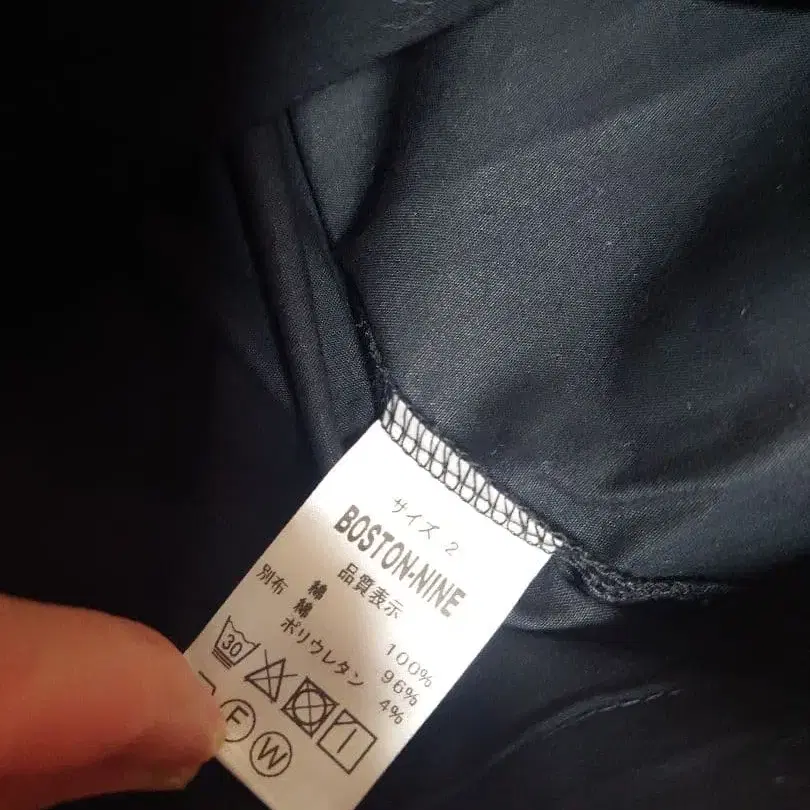 サイズ 2
BOSTON-NINE
品質表示
綿 100%
別布 綿 96%
ポリウレタン 4%
30
F W